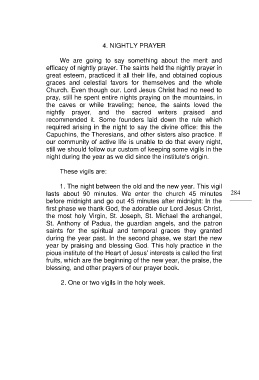 4. NIGHTLY PRAYER
We are going to say something about the merit and
efficacy of nightly prayer. The saints held the nightly prayer in
great esteem, practiced it all their life, and obtained copious
graces and celestial favors for themselves and the whole
Church. Even though our. Lord Jesus Christ had no need to
pray, still he spent entire nights praying on the mountains, in
the caves or while traveling; hence, the saints loved the
nightly prayer, and the sacred writers praised and
recommended it. Some founders laid down the rule which
required arising in the night to say the divine office: this the
Capuchins, the Theresians, and other sisters also practice. If
our community of active life is unable to do that every night,
still we should follow our custom of keeping some vigils in the
night during the year as we did since the institute's origin.
These vigils are:
1. The night between the old and the new year. This vigil
lasts about 90 minutes. We enter the church 45 minutes
before midnight and go out 45 minutes after midnight: In the
first phase we thank God, the adorable our Lord Jesus Christ,
the most holy Virgin, St. Joseph, St. Michael the archangel,
St. Anthony of Padua, the guardian angels, and the patron
saints for the spiritual and temporal graces they granted
during the year past. In the second phase, we start the new
year by praising and blessing God. This holy practice in the
pious institute of the Heart of Jesus' interests is called the first
fruits, which are the beginning of the new year, the praise, the
blessing, and other prayers of our prayer book.
2. One or two vigils in the holy week.
284